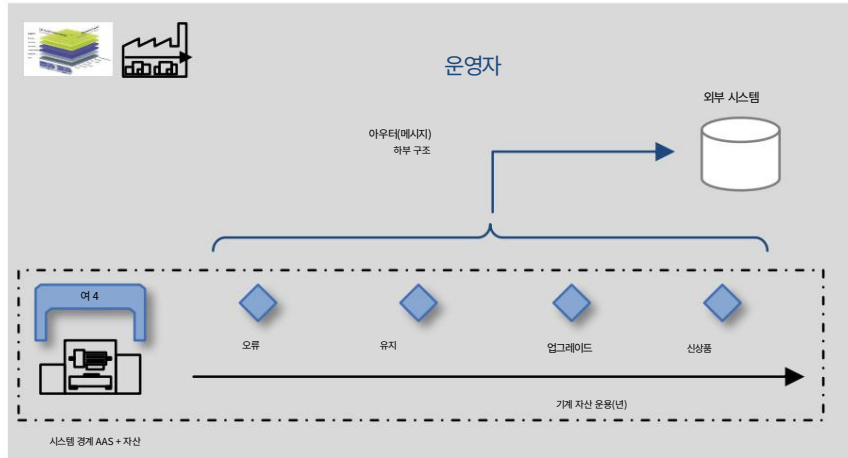 운영자
외부 시스템
아우터(메시지)
하부 구조
여 4
오류
유지
업그레이드
신상품
기계 자산 운용(년)
시스템 경계 AAS + 자산